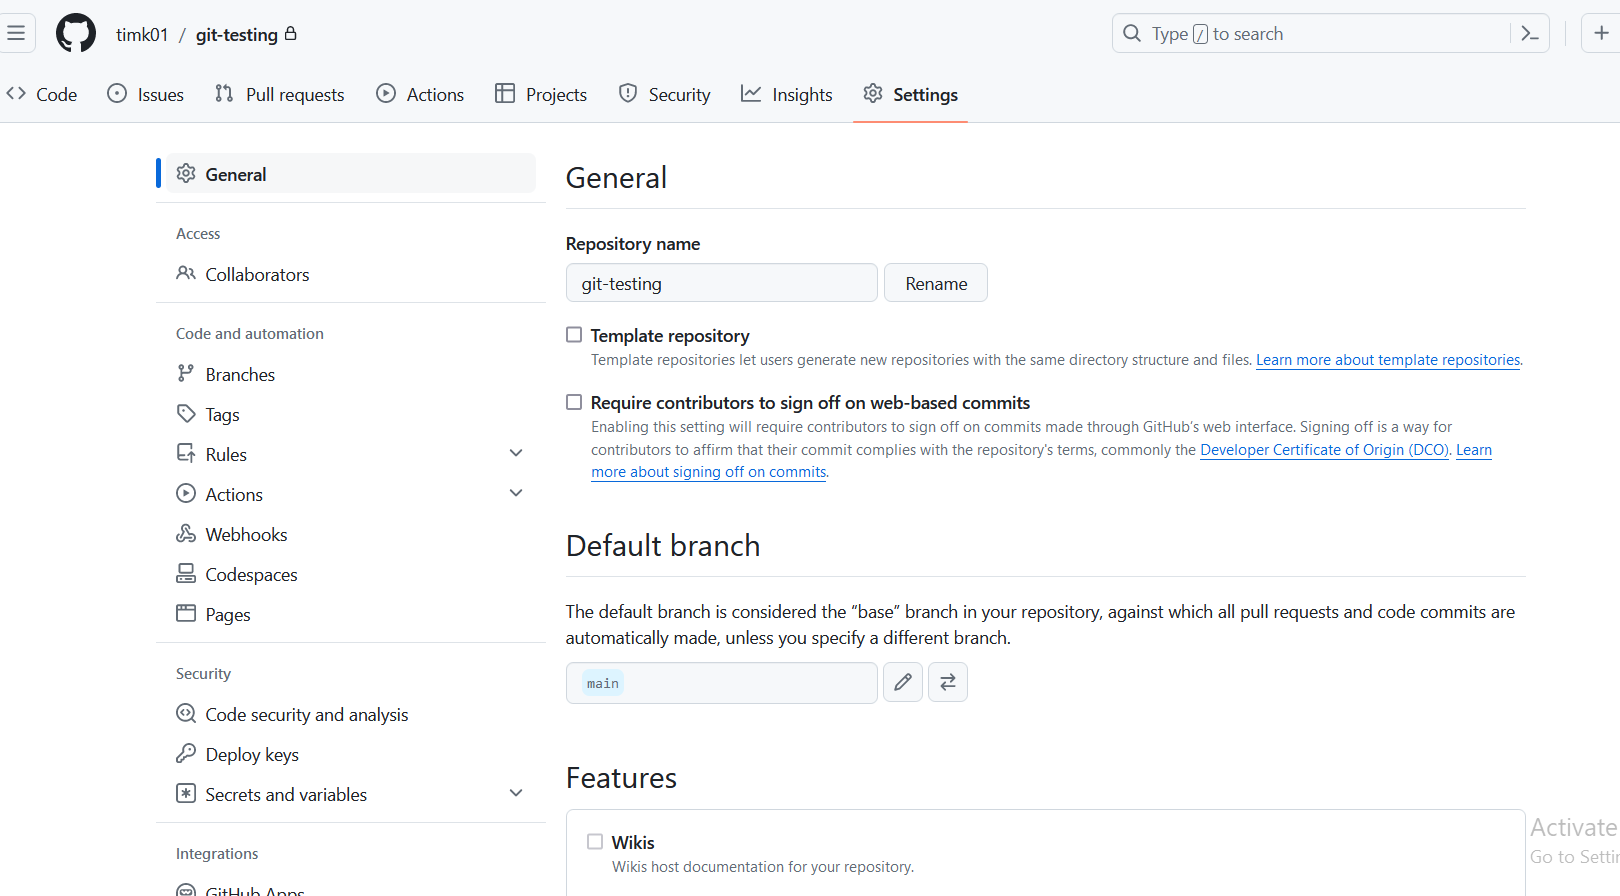 timk01 / git-testing
Type / to search
Code Issues Pull requests Actions Projects Security Insights Settings
General
Access
Collaborators
Code and automation
Branches
Tags
Rules
Actions
Webhooks
Codespaces
Pages
Security
Code security and analysis
Deploy keys
Secrets and variables
Integrations
GitHub Apps
General
Repository name
git-testing Rename
Template repository
Template repositories let users generate new repositories with the same directory structure and files. Learn more about template repositories.
Require contributors to sign off on web-based commits
Enabling this setting will require contributors to sign off on commits made through GitHub's web interface. Signing off is a way for
contributors to affirm that their commit complies with the repository's terms, commonly the Developer Certificate of Origin (DCO). Learn
more about signing off on commits.
Default branch
The default branch is considered the “base” branch in your repository, against which all pull requests and code commits are
automatically made, unless you specify a different branch.
main
Features
Wikis
Wikis host documentation for your repository.
Activate
Go to Settin